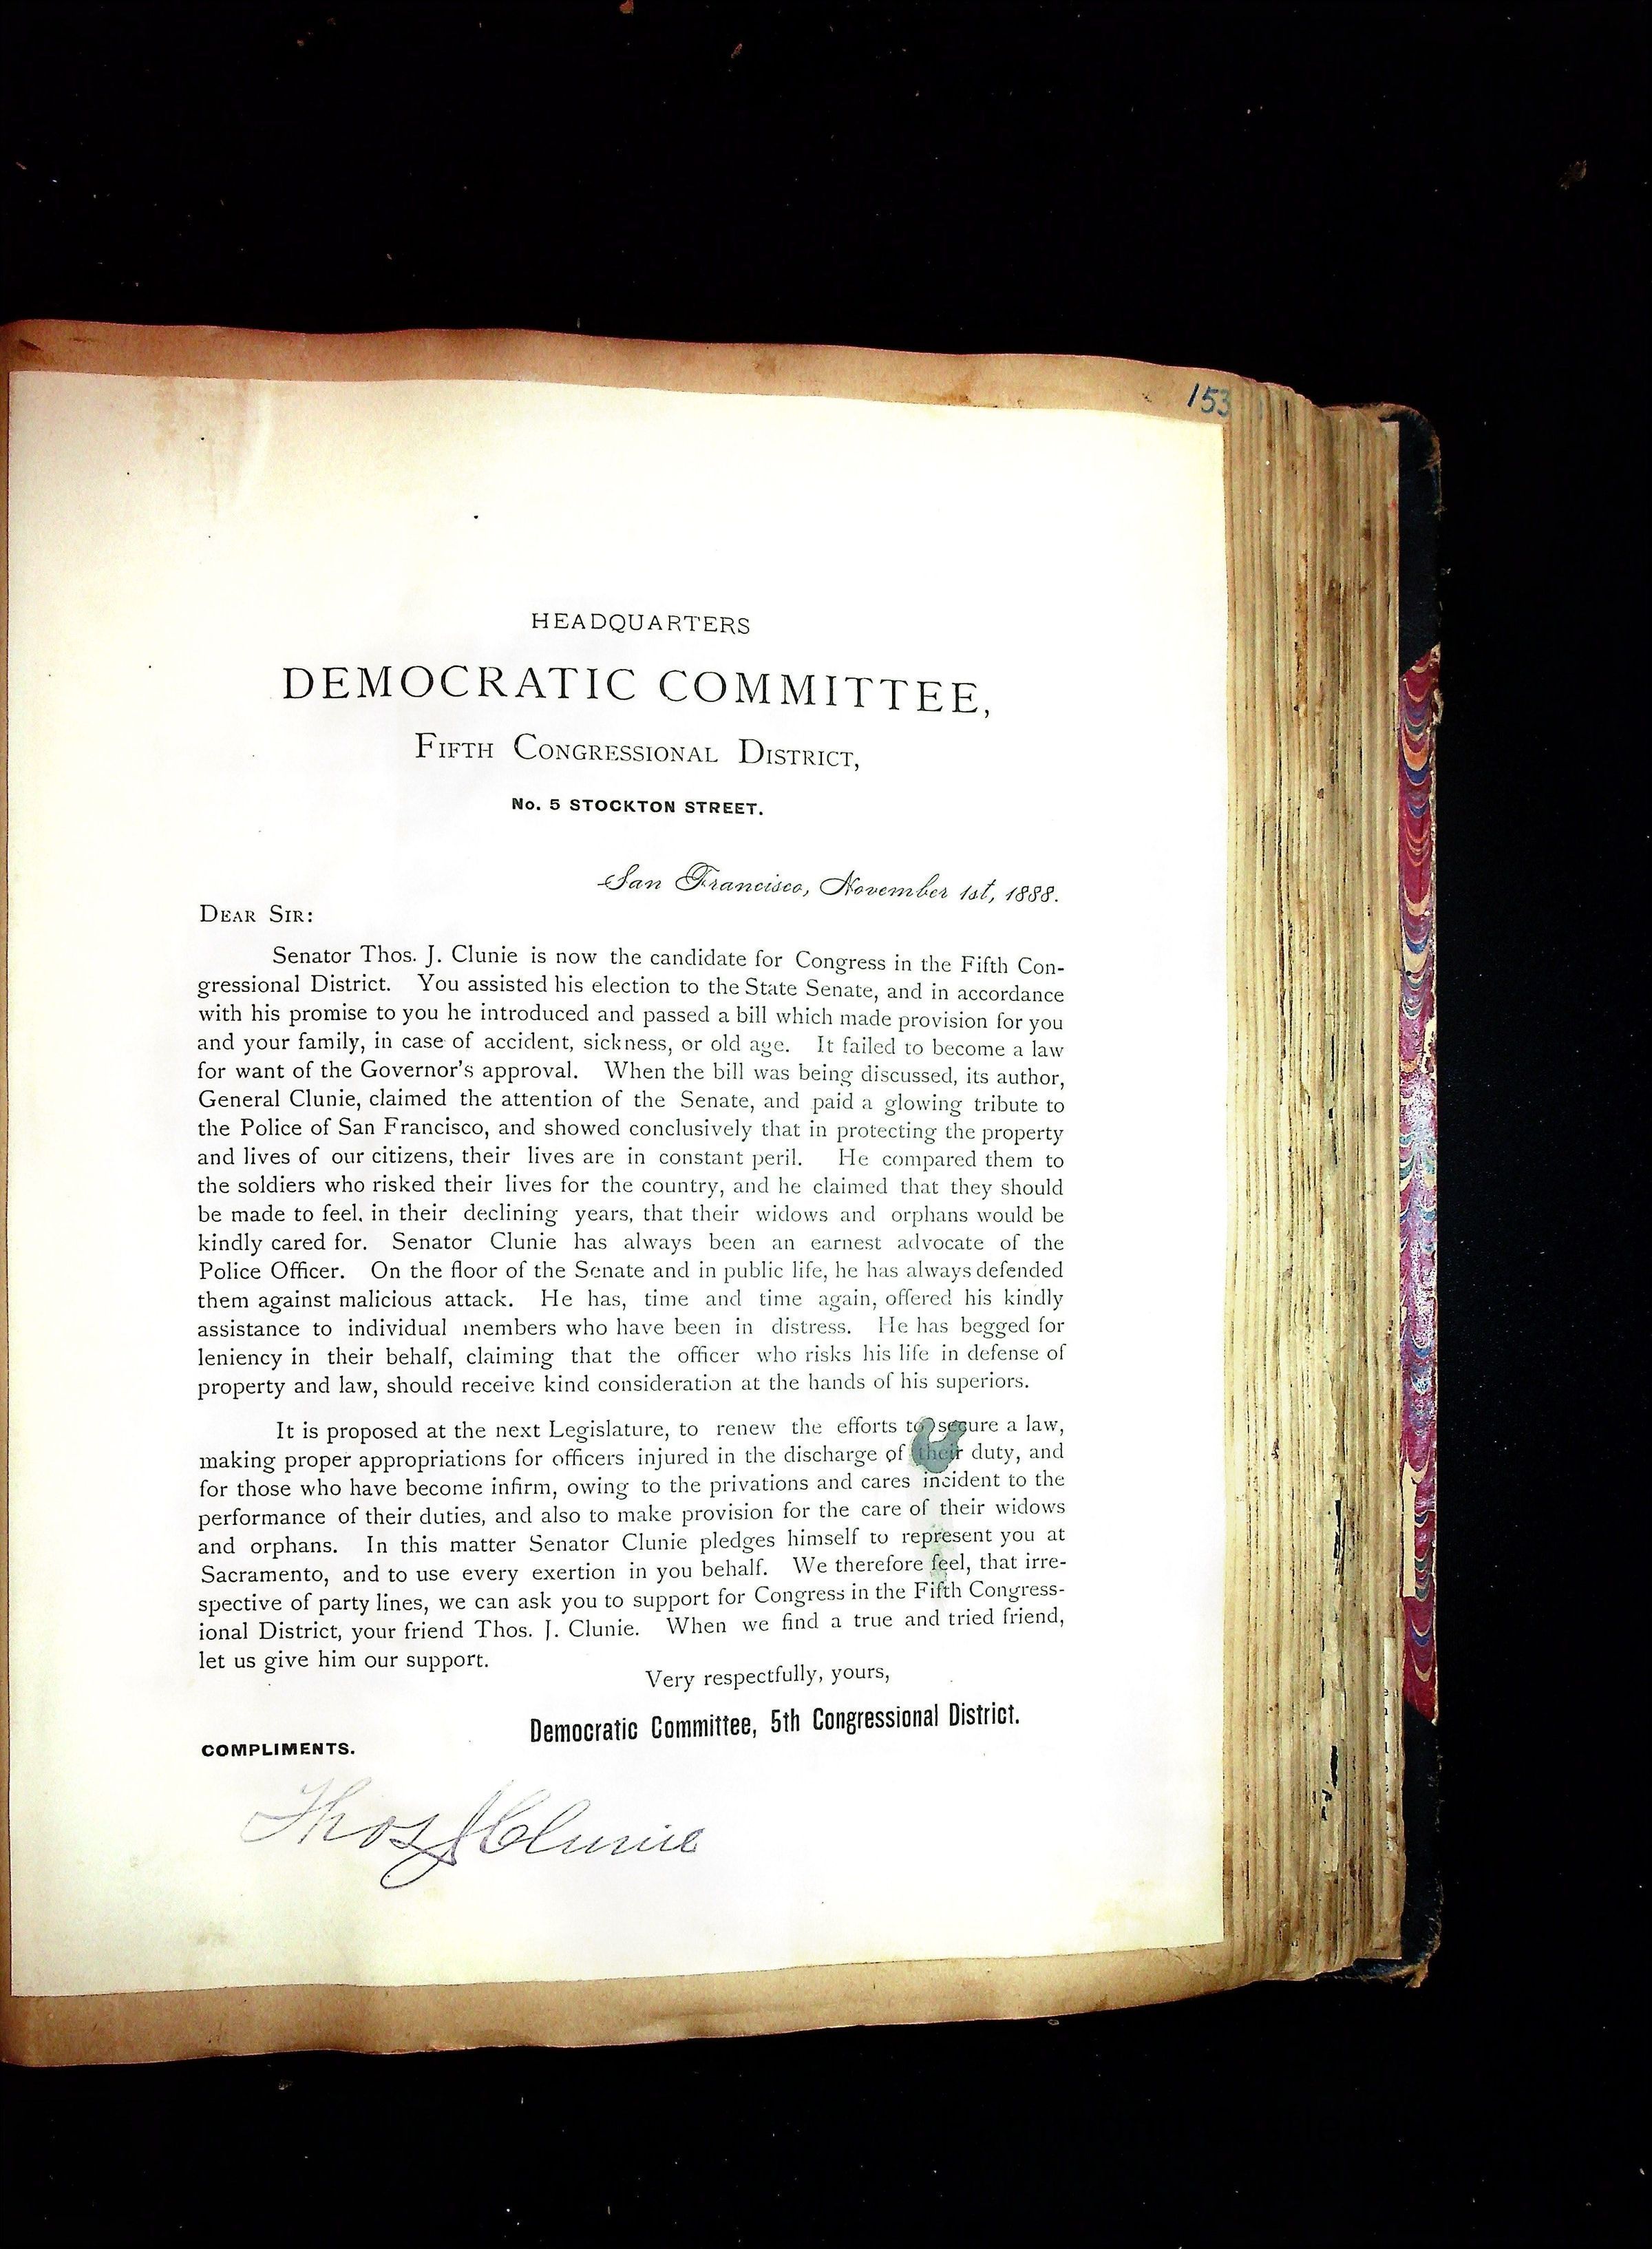 153
HEADQUARTERS
DEMOCRATIC COMMITTEE,
FIFTH CONGRESSIONAL DISTRICT,
No. 5 STOCKTON STREET.
San Francisco, November 1st, 1888.
DEAR SIR:
Senator Thos. J. Clunie is now the candidate for Congress in the Fifth Con-
gressional District. You assisted his election to the State Senate, and in accordance
with his promise to you he introduced and passed a bill which made provision for you
and your family, in case of accident, sickness, or old age. It failed to become a law
for want of the Governor's approval. When the bill was being discussed, its author,
General Clunie, claimed the attention of the Senate, and paid a glowing tribute to
the Police of San Francisco, and showed conclusively that in protecting the property
and lives of our citizens, their lives are in constant peril. He compared them to
the soldiers who risked their lives for the country, and he claimed that they should
be made to feel, in their declining years, that their widows and orphans would be
kindly cared for. Senator Clunie has always been an earnest advocate of the
Police Officer. On the floor of the Senate and in public life, he has always defended
them against malicious attack. He has, time and time again, offered his kindly
assistance to individual members who have been in distress. He has begged for
leniency in their behalf, claiming that the officer who risks his life in defense of
property and law, should receive kind consideration at the hands of his superiors.
It is proposed at the next Legislature, to renew the efforts to secure a law,
making proper appropriations for officers injured in the discharge of their duty, and
for those who have become infirm, owing to the privations and cares incident to the
performance of their duties, and also to make provision for the care of their widows
and orphans. In this matter Senator Clunie pledges himself to represent you at
Sacramento, and to use every exertion in you behalf. We therefore feel, that irre-
spective of party lines, we can ask you to support for Congress in the Fifth Congress-
ional District, your friend Thos. J. Clunie. When we find a true and tried friend,
let us give him our support.
Very respectfully, yours,
Democratic Committee, 5th Congressional District.
COMPLIMENTS.
Thos J Clunie